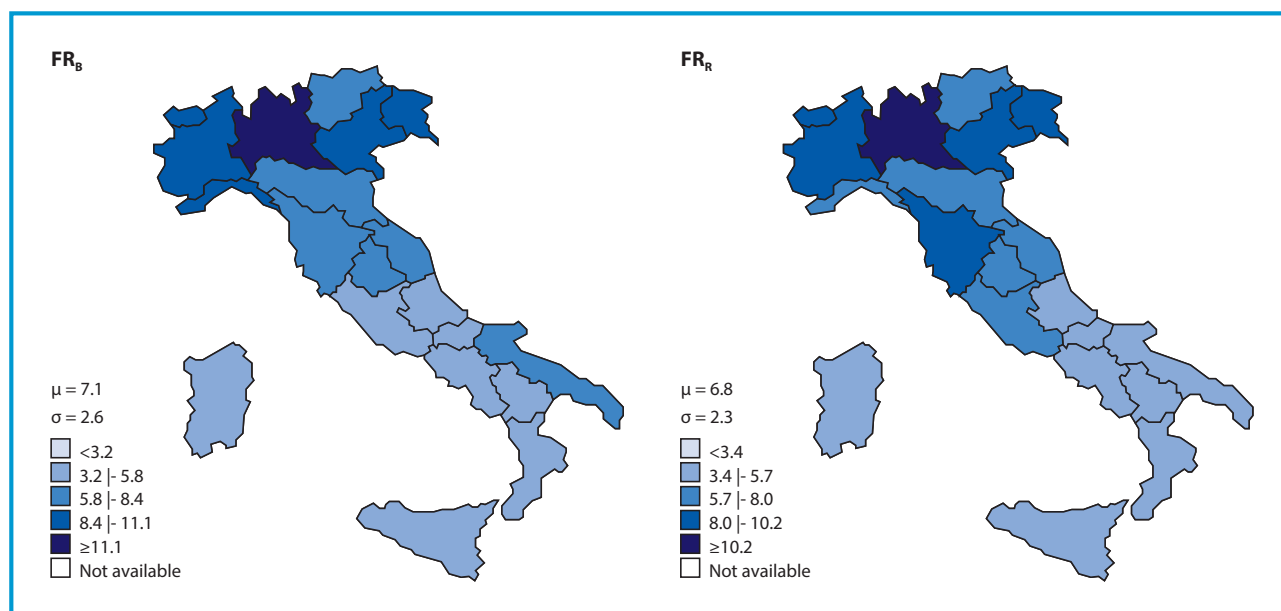 FR_B
μ = 7.1
σ = 2.6
<3.2
3.2 |- 5.8
5.8 |- 8.4
8.4 |- 11.1
≥11.1
Not available
FR_R
μ = 6.8
σ = 2.3
<3.4
3.4 |- 5.7
5.7 |- 8.0
8.0 |- 10.2
≥10.2
Not available